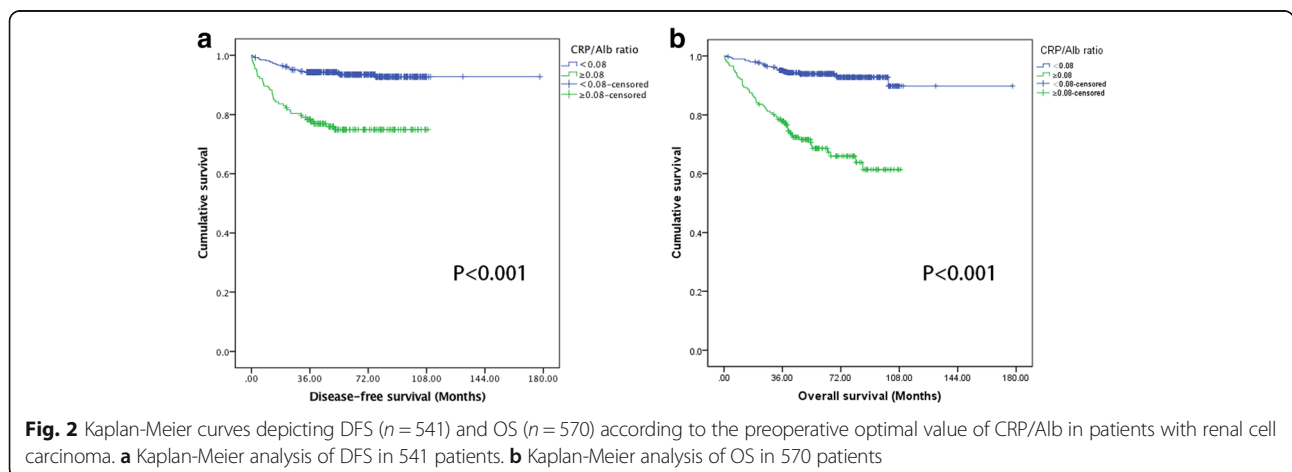 a
CRP/Alb ratio
<0.08
≥0.08
<0.08-censored
≥0.08-censored
Cumulative survival
1.0
0.8
0.6
0.4
0.2
0.0
P<0.001
.00 36.00 72.00 108.00 144.00 180.00
Disease-free survival (Months)
b
CRP/Alb ratio
<0.08
≥0.08
<0.08-censored
≥0.08-censored
Cumulative survival
1.0
0.8
0.6
0.4
0.2
0.0
P<0.001
.00 36.00 72.00 108.00 144.00 180.00
Overall survival (Months)
Fig. 2 Kaplan-Meier curves depicting DFS (n = 541) and OS (n = 570) according to the preoperative optimal value of CRP/Alb in patients with renal cell
carcinoma. a Kaplan-Meier analysis of DFS in 541 patients. b Kaplan-Meier analysis of OS in 570 patients